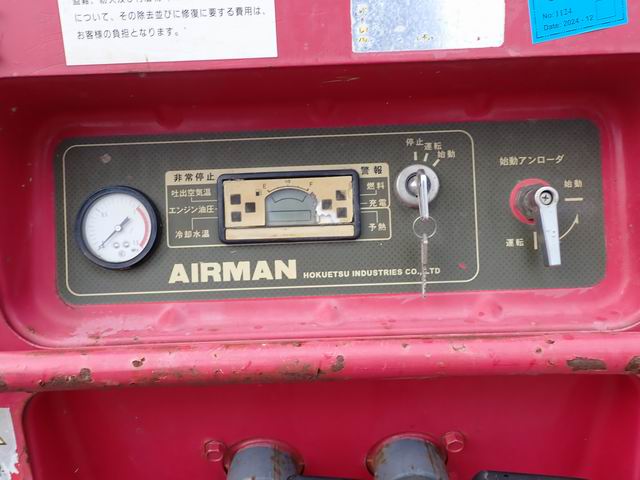 について、その除去並びに修復に要する費用は、
お客様の負担となります。
No: 1134
Date: 2024 - 12
停止
運転
始動
非常停止
警報
吐出空気温
エンジン油圧
冷却水温
E
F
燃料
充電
予熱
始動アンローダ
始動
運転
AIRMAN HOKUETSU INDUSTRIES CO., LTD